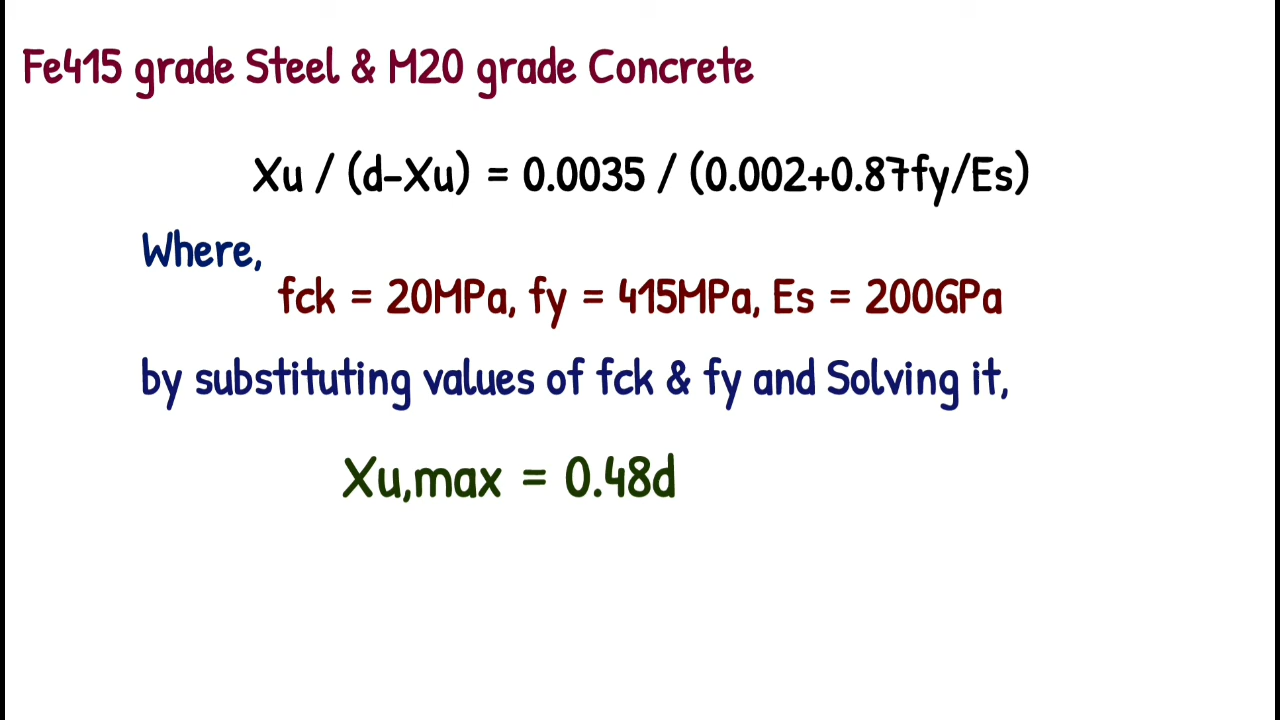 Fe415 grade Steel & M20 grade Concrete
Xu / (d-Xu) = 0.0035 / (0.002+0.87fy/Es)
Where,
fck = 20MPa, fy = 415MPa, Es = 200GPa
by substituting values of fck & fy and Solving it,
Xu,max = 0.48d